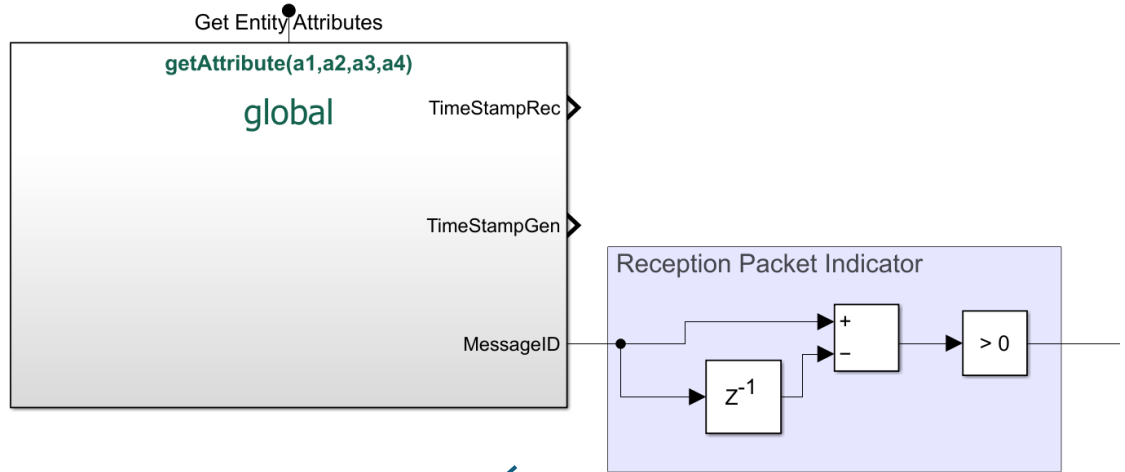 Get Entity Attributes
getAttribute(a1,a2,a3,a4)
global
TimeStampRec
TimeStampGen
MessageID
Reception Packet Indicator
+
−
Z-1
> 0